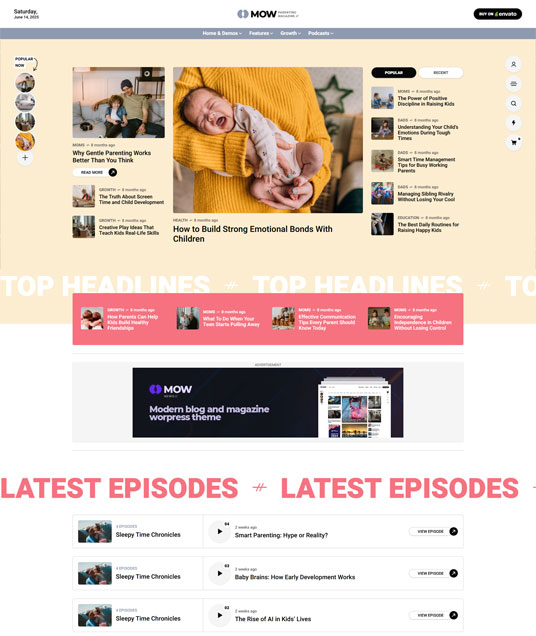 Saturday,
June 14, 2025
MOW PARENTING
MAGAZINE //
BUY ON envato
Home & Demos
Features
Growth
Podcasts
POPULAR
NOW
MOMS 6 months ago
Why Gentle Parenting Works
Better Than You Think
READ MORE
GROWTH 6 months ago
The Truth About Screen
Time and Child Development
GROWTH 6 months ago
Creative Play Ideas That
Teach Kids Real-Life Skills
HEALTH 6 months ago
How to Build Strong Emotional Bonds With
Children
POPULAR
RECENT
MOMS 6 months ago
The Power of Positive
Discipline in Raising Kids
DADS 6 months ago
Understanding Your Child's
Emotions During Tough
Times
DADS 6 months ago
Smart Time Management
Tips for Busy Working
Parents
DADS 6 months ago
Managing Sibling Rivalry
Without Losing Your Cool
EDUCATION 6 months ago
The Best Daily Routines for
Raising Happy Kids
TOP HEADLINES // TOP HEADLINES // TO
GROWTH 6 months ago
How Parents Can Help
Kids Build Healthy
Friendships
MOMS 6 months ago
What To Do When Your
Teen Starts Pulling Away
MOMS 6 months ago
Effective Communication
Tips Every Parent Should
Know Today
MOMS 6 months ago
Encouraging
Independence in Children
Without Losing Control
ADVERTISEMENT
MOW
NEWS //
Modern blog and magazine
worpress theme
LATEST EPISODES // LATEST EPISODES
3 EPISODES
Sleepy Time Chronicles
04
2 weeks ago
Smart Parenting: Hype or Reality?
VIEW EPISODE
4 EPISODES
Sleepy Time Chronicles
03
2 weeks ago
Baby Brains: How Early Development Works
VIEW EPISODE
4 EPISODES
Sleepy Time Chronicles
02
2 weeks ago
The Rise of AI in Kids' Lives
VIEW EPISODE